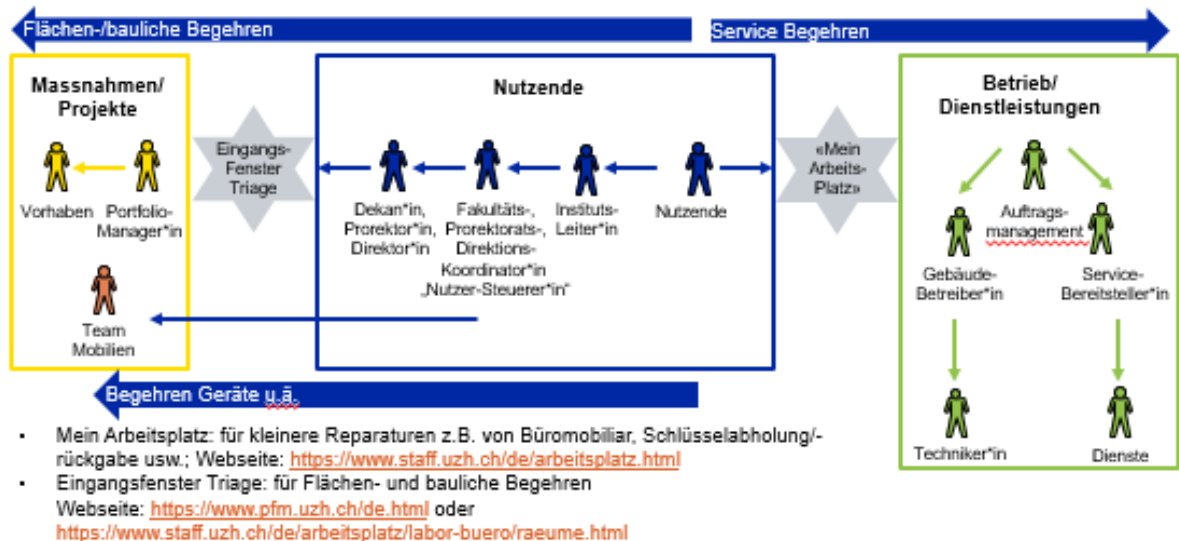 Flächen-/bauliche Begehren
Service Begehren
Massnahmen/
Projekte
Vorhaben
Portfolio-
Manager*in
Team
Mobilien
Eingangs-
Fenster
Triage
Nutzende
Dekan*in,
Prorektor*in,
Direktor*in
Fakultäts-,
Prorektorats-,
Direktions-
Koordinator*in
„Nutzer-Steuerer*in“
Instituts-
Leiter*in
Nutzende
«Mein
Arbeits-
Platz»
Betrieb/
Dienstleistungen
Auftrags-
management
Gebäude-
Betreiber*in
Service-
Bereitsteller*in
Techniker*in
Dienste
Begehren Geräte u.ä.
• Mein Arbeitsplatz: für kleinere Reparaturen z.B. von Büromobiliar, Schlüsselabholung/-
rückgabe usw.; Webseite: https://www.staff.uzh.ch/de/arbeitsplatz.html
• Eingangsfenster Triage: für Flächen- und bauliche Begehren
Webseite: https://www.pfm.uzh.ch/de.html oder
https://www.staff.uzh.ch/de/arbeitsplatz/labor-buero/raeume.html